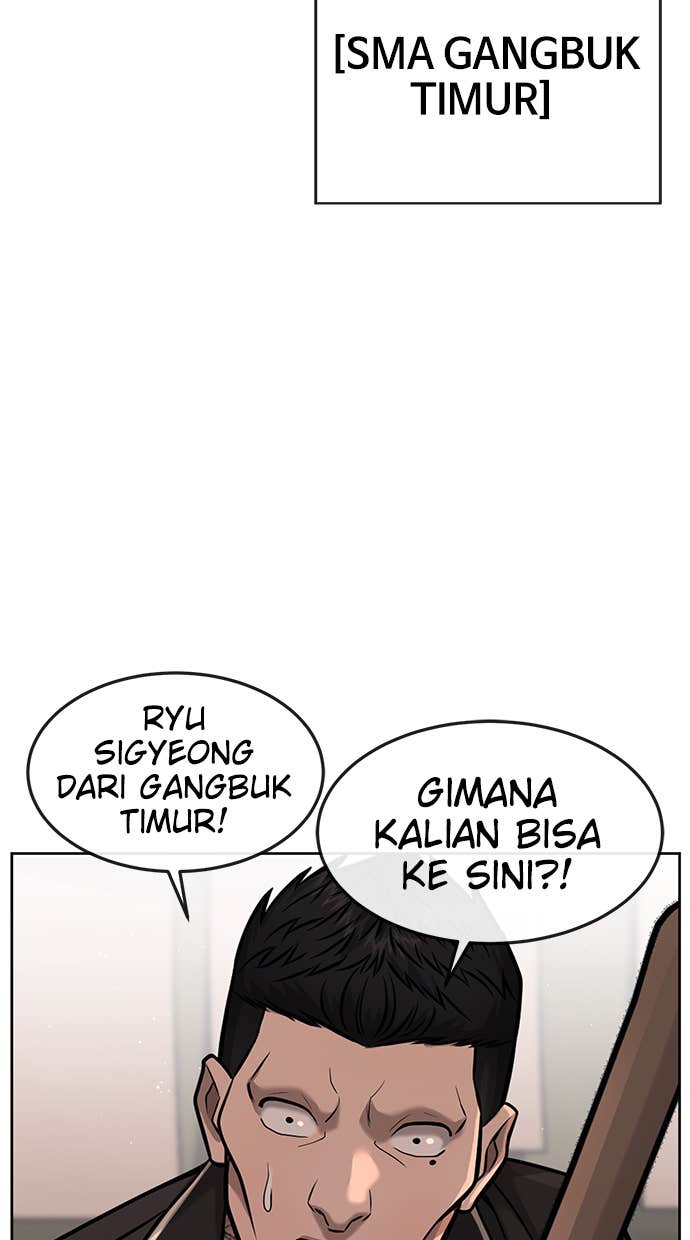 [SMA GANGBUK
TIMUR]
RYU
SIGYEONG
DARI GANGBUK
TIMUR!
GIMANA
KALIAN BISA
KE SINI?!